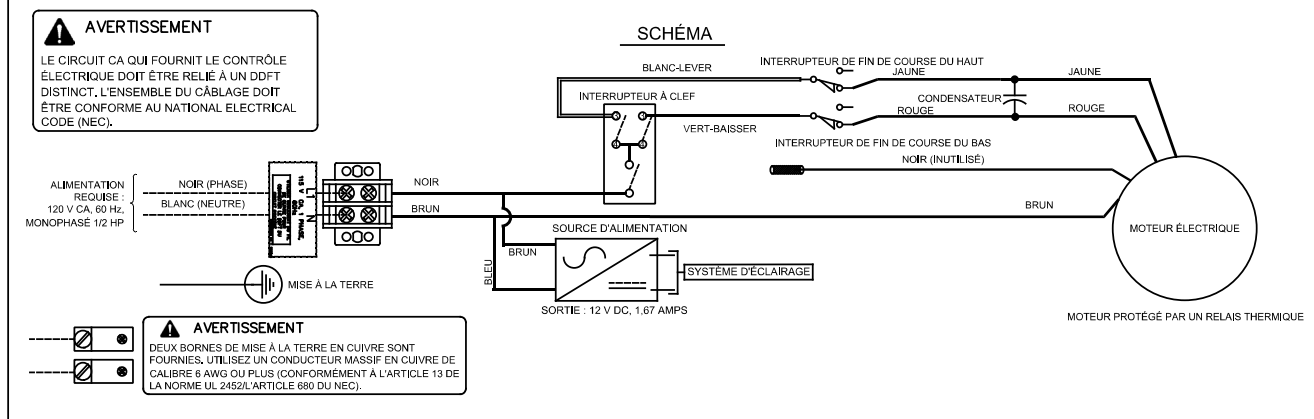 AVERTISSEMENT
LE CIRCUIT CA QUI FOURNIT LE CONTRÔLE
ÉLECTRIQUE DOIT ÊTRE RELIÉ À UN DDFT
DISTINCT. L'ENSEMBLE DU CÂBLAGE DOIT
ÊTRE CONFORME AU NATIONAL ELECTRICAL
CODE (NEC).
SCHÉMA
BLANC-LEVER
INTERRUPTEUR DE FIN DE COURSE DU HAUT
JAUNE
JAUNE
INTERRUPTEUR À CLEF
CONDENSATEUR
ROUGE
ROUGE
VERT-BAISSER
INTERRUPTEUR DE FIN DE COURSE DU BAS
NOIR (INUTILISÉ)
ALIMENTATION
REQUISE :
120 V CA, 60 Hz,
MONOPHASÉ 1/2 HP
NOIR (PHASE)
BLANC (NEUTRE)
115 V CA, 1 PHASE,
60Hz
L1
N
NOIR
BRUN
BRUN
SOURCE D'ALIMENTATION
BRUN
BLEU
SYSTÈME D'ÉCLAIRAGE
SORTIE : 12 V DC, 1,67 AMPS
MOTEUR ÉLECTRIQUE
MOTEUR PROTÉGÉ PAR UN RELAIS THERMIQUE
MISE À LA TERRE
AVERTISSEMENT
DEUX BORNES DE MISE À LA TERRE EN CUIVRE SONT
FOURNIES. UTILISEZ UN CONDUCTEUR MASSIF EN CUIVRE DE
CALIBRE 6 AWG OU PLUS (CONFORMÉMENT À L'ARTICLE 13 DE
LA NORME UL 2452/L'ARTICLE 680 DU NEC).